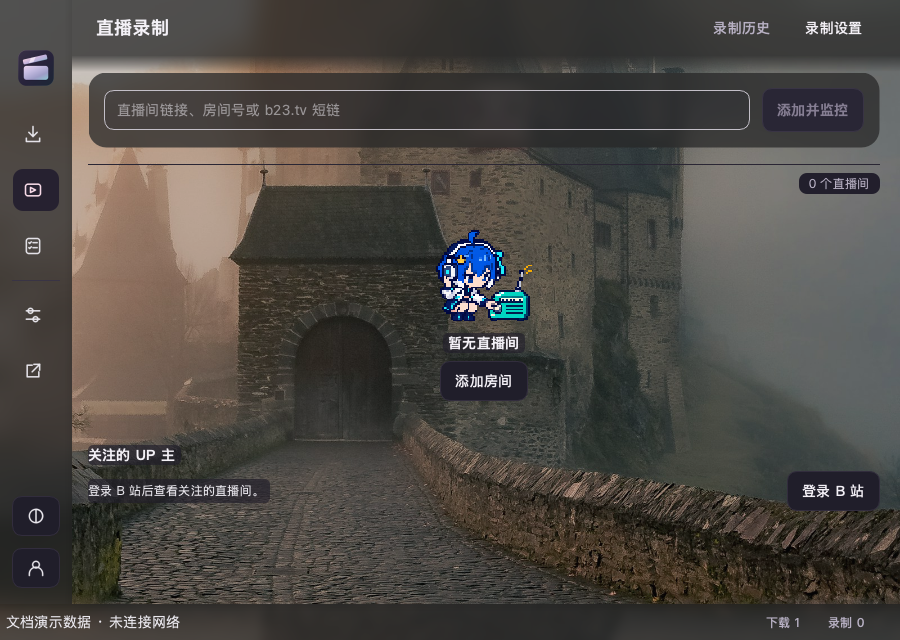 直播录制
录制历史
录制设置
直播间链接、房间号或 b23.tv 短链
添加并监控
0 个直播间
暂无直播间
添加房间
关注的 UP 主
登录 B 站后查看关注的直播间。
登录 B 站
文档演示数据 · 未连接网络
下载 1
录制 0